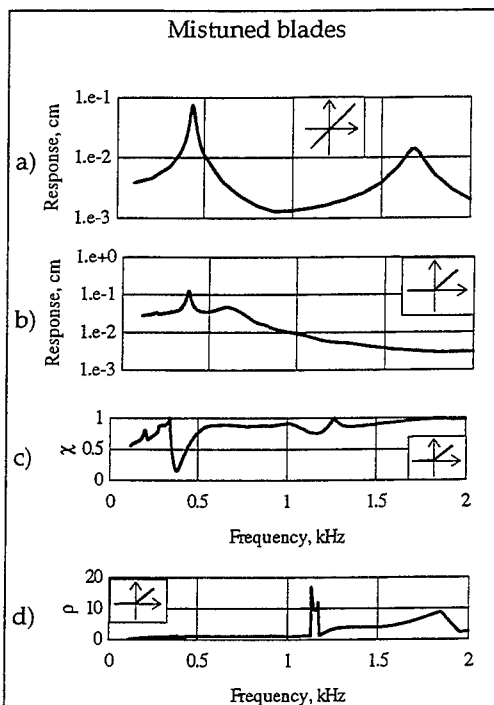 Mistuned blades
a)
Response, cm
1.e-1
1.e-2
1.e-3
b)
Response, cm
1.e+0
1.e-1
1.e-2
1.e-3
c)
χ
1
0.5
0
0 0.5 1 1.5 2
Frequency, kHz
d)
ρ
20
10
0
0 0.5 1 1.5 2
Frequency, kHz